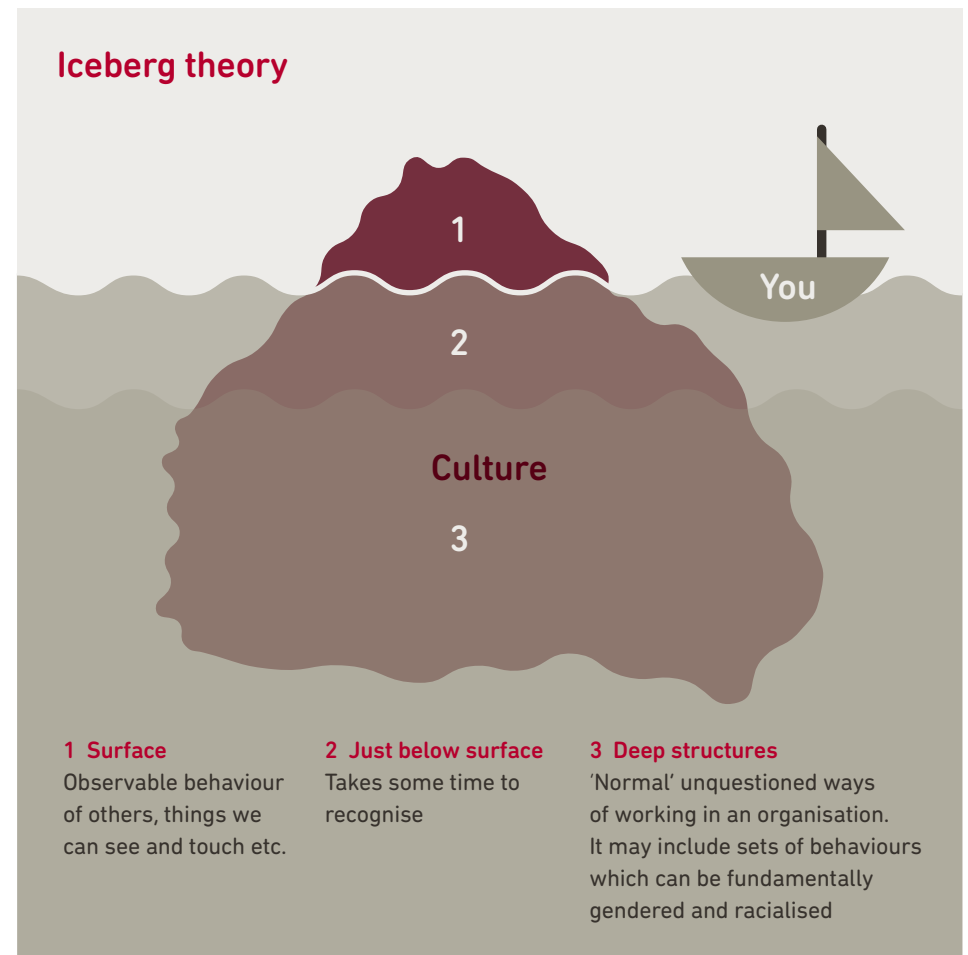 Iceberg theory
1
You
2
Culture
3
1 Surface
Observable behaviour
of others, things we
can see and touch etc.
2 Just below surface
Takes some time to
recognise
3 Deep structures
‘Normal’ unquestioned ways
of working in an organisation.
It may include sets of behaviours
which can be fundamentally
gendered and racialised